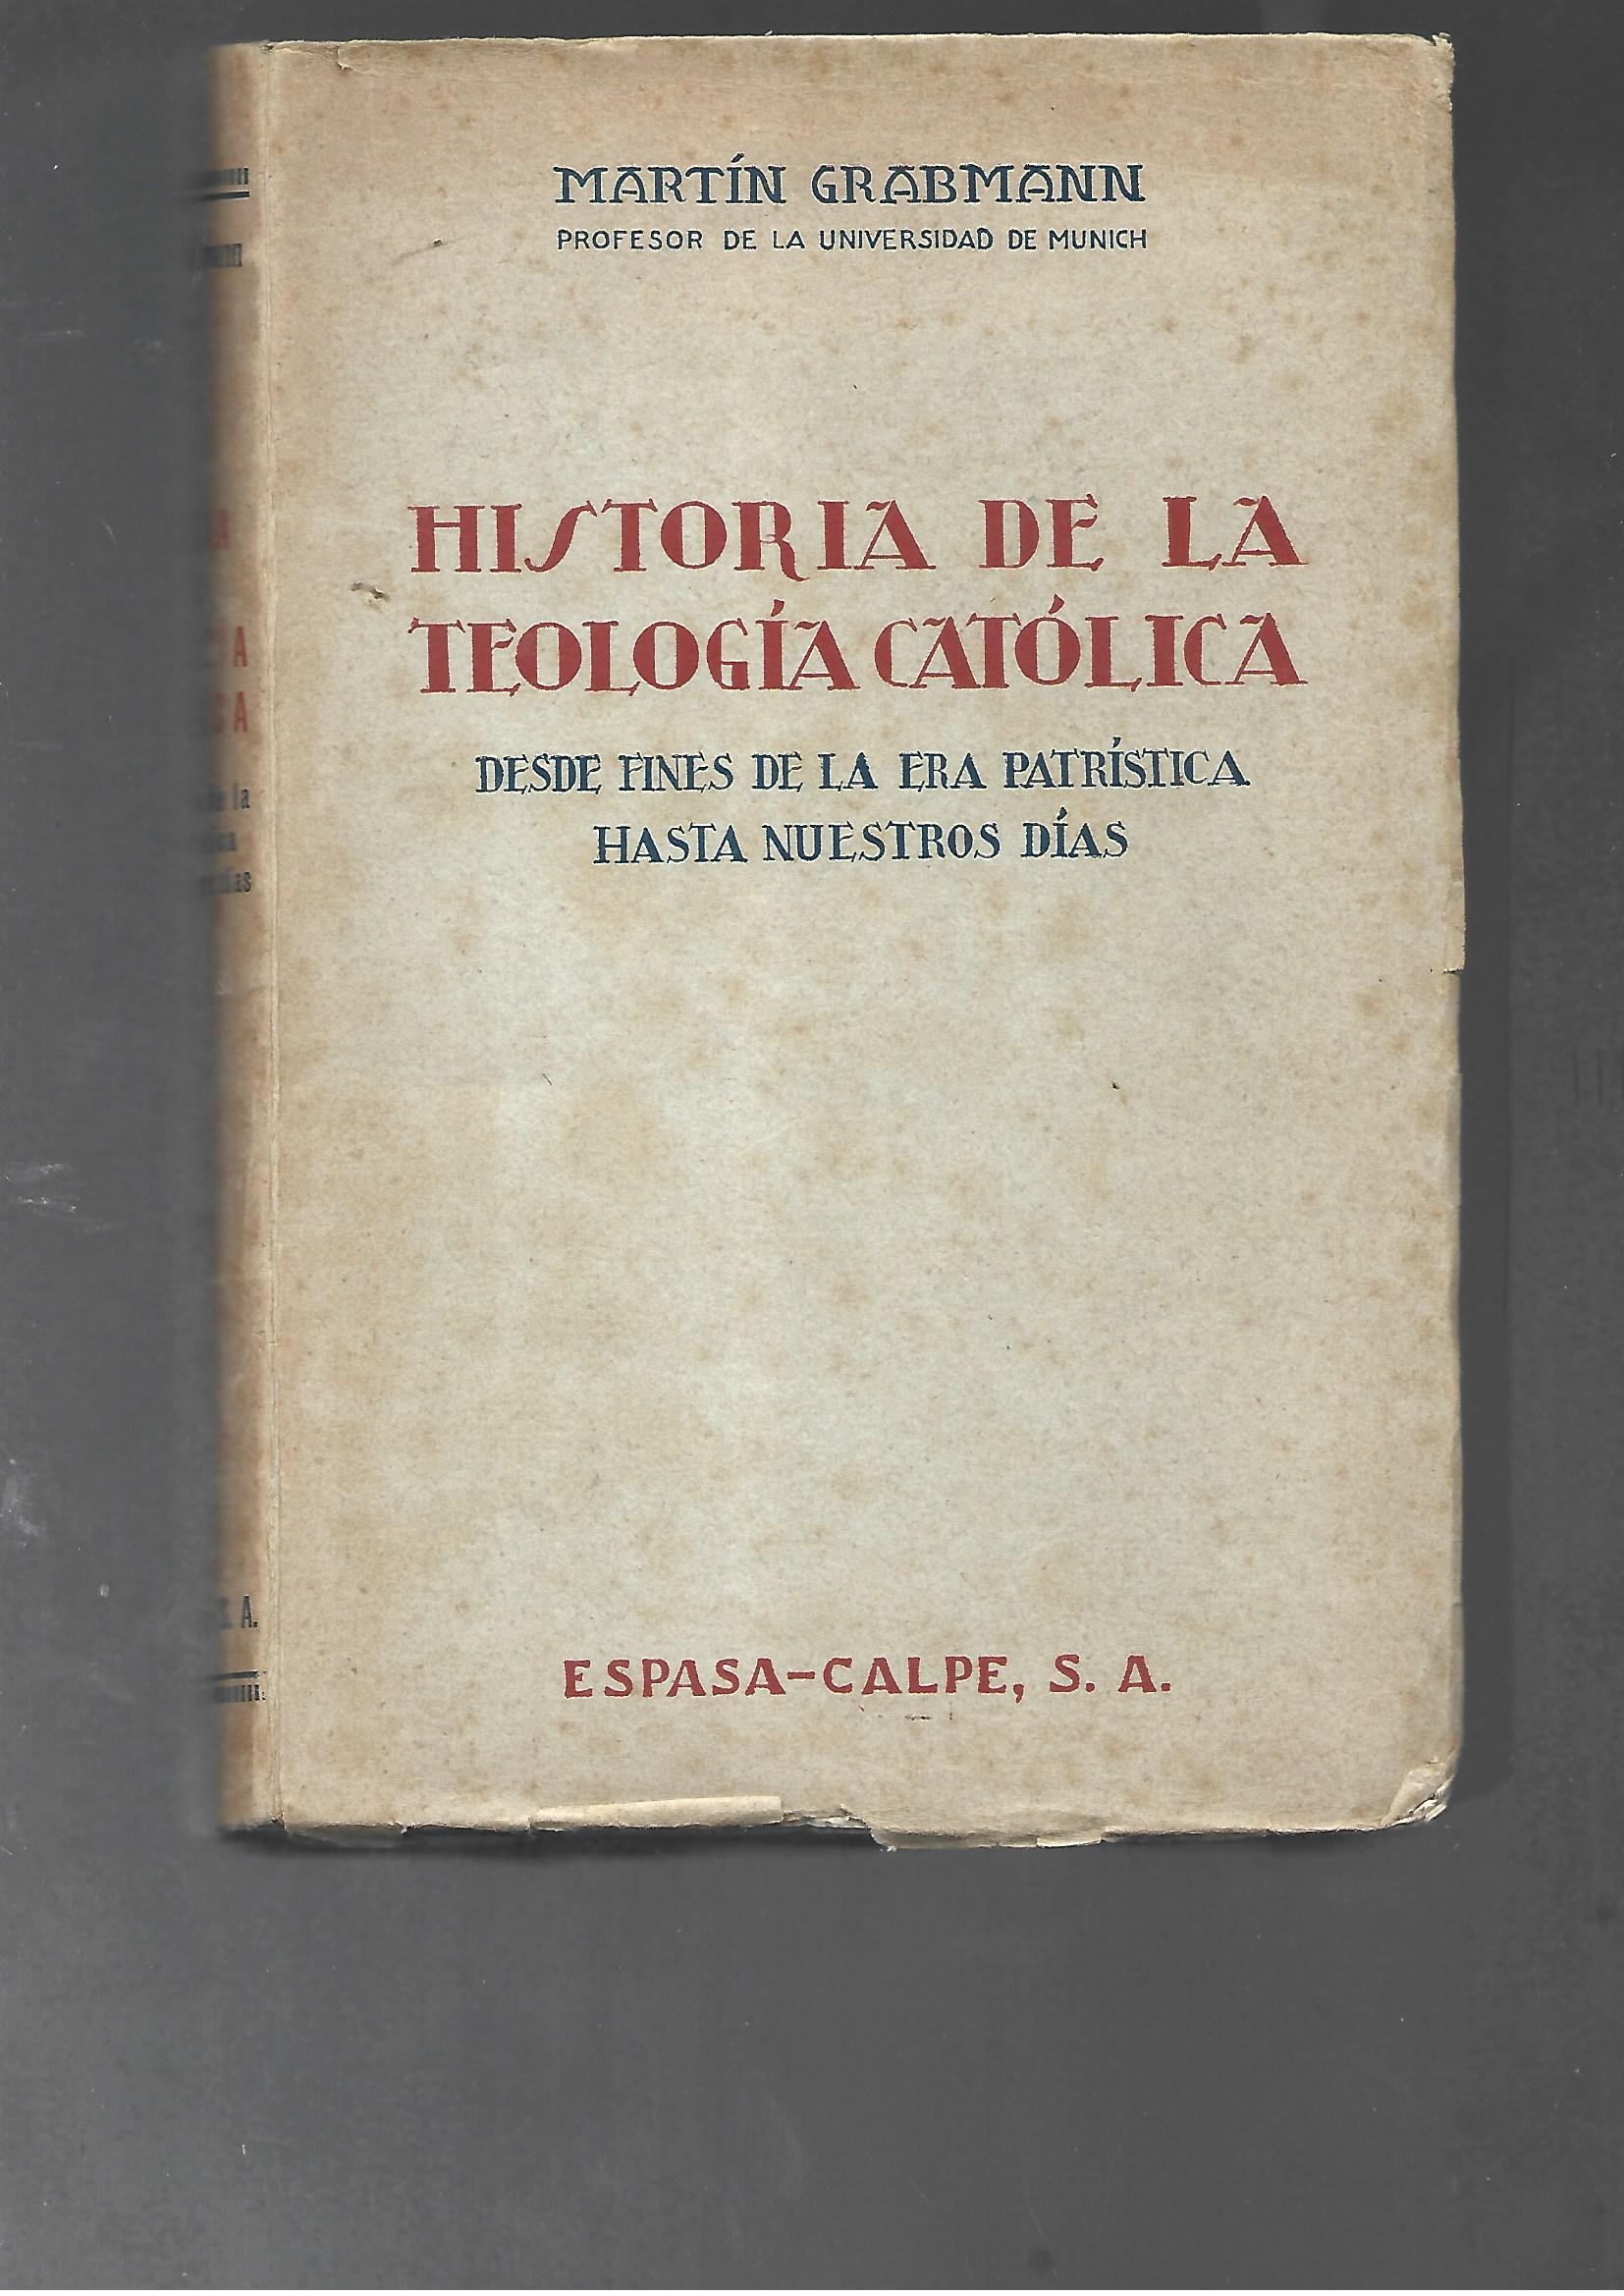 MARTÍN GRABMANN
PROFESOR DE LA UNIVERSIDAD DE MUNICH
HISTORIA DE LA
TEOLOGÍA CATÓLICA
DESDE FINES DE LA ERA PATRÍSTICA
HASTA NUESTROS DÍAS
ESPASA-CALPE, S. A.